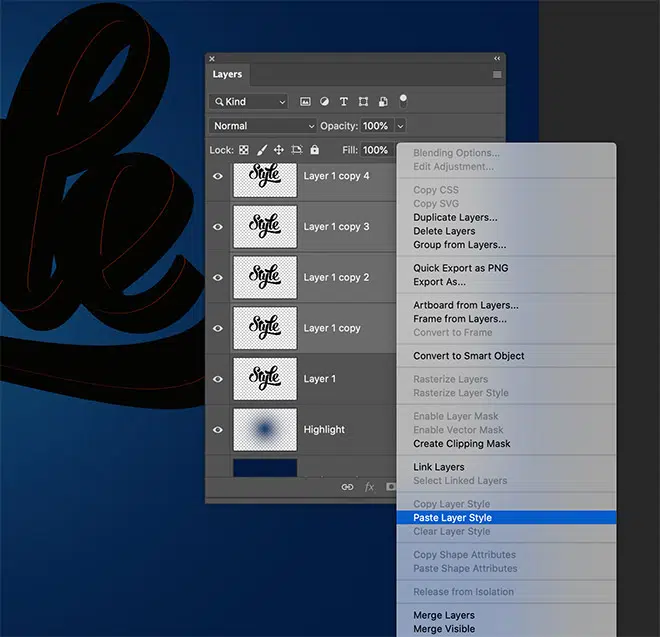 Layers
Kind
Normal Opacity: 100%
Lock: Fill: 100%
Style Layer 1 copy 4
Style Layer 1 copy 3
Style Layer 1 copy 2
Style Layer 1 copy
Style Layer 1
Highlight
fx
Blending Options...
Edit Adjustment...
Copy CSS
Copy SVG
Duplicate Layers...
Delete Layers
Group from Layers...
Quick Export as PNG
Export As...
Artboard from Layers...
Frame from Layers...
Convert to Frame
Convert to Smart Object
Rasterize Layers
Rasterize Layer Style
Enable Layer Mask
Enable Vector Mask
Create Clipping Mask
Link Layers
Select Linked Layers
Copy Layer Style
Paste Layer Style
Clear Layer Style
Copy Shape Attributes
Paste Shape Attributes
Release from Isolation
Merge Layers
Merge Visible